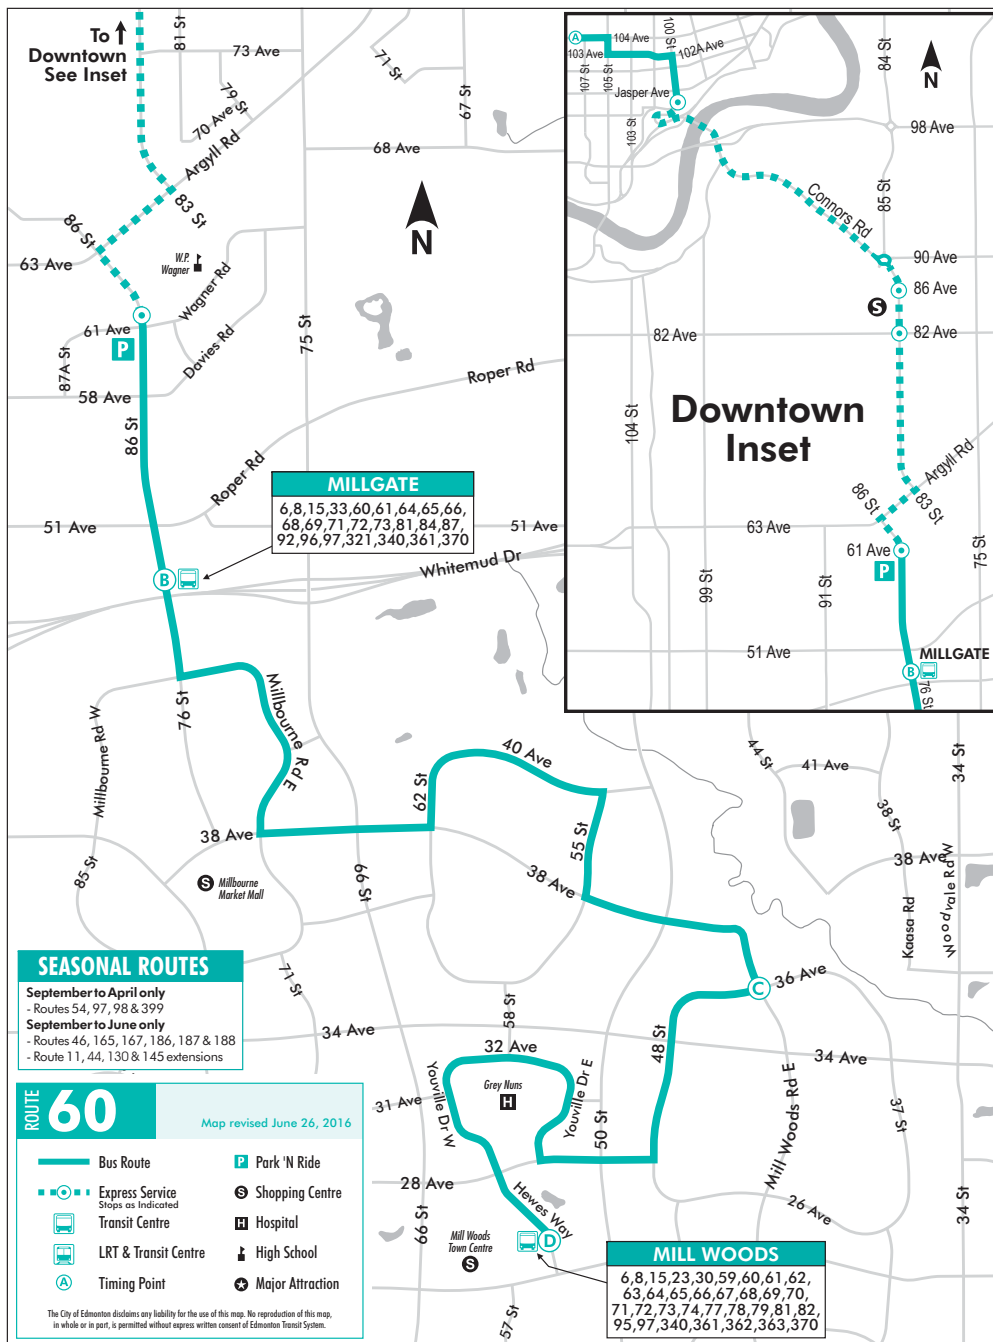 To
Downtown
See Inset
81 St
73 Ave
71 St
79 St
70 Ave
67 St
Argyll Rd
68 Ave
83 St
86 St
63 Ave
W.P.
Wagner
Wagner Rd
N
61 Ave
P
87A St
Davies Rd
75 St
58 Ave
86 St
Roper Rd
Roper Rd
51 Ave
51 Ave
MILLGATE
6,8,15,33,60,61,64,65,66,
68,69,71,72,73,81,84,87,
92,96,97,321,340,361,370
Whitemud Dr
B
76 St
Millbourne Rd W
Millbourne Rd E
38 Ave
62 St
40 Ave
55 St
38 Ave
85 St
S
Millbourne
Market Mall
66 St
71 St
34 Ave
58 St
32 Ave
Grey Nuns
H
Youville Dr W
Youville Dr E
31 Ave
50 St
48 St
C
36 Ave
34 Ave
Mill Woods Rd E
37 St
28 Ave
26 Ave
34 St
66 St
Hewes Way
Mill Woods
Town Centre
S
D
57 St
MILL WOODS
6,8,15,23,30,59,60,61,62,
63,64,65,66,67,68,69,70,
71,72,73,74,77,78,79,81,82,
95,97,340,361,362,363,370
44 St
41 Ave
34 St
38 St
38 Ave
Kaasa Rd
Woodvale Rd W
A
104 Ave
103 Ave
100 St
102A Ave
107 St
105 St
Jasper Ave
103 St
84 St
N
98 Ave
85 St
Connors Rd
90 Ave
86 Ave
S
82 Ave
82 Ave
104 St
Downtown
Inset
Argyll Rd
86 St
83 St
63 Ave
61 Ave
P
75 St
99 St
91 St
51 Ave
MILLGATE
B
76 St
SEASONAL ROUTES
September to April only
- Routes 54, 97, 98 & 399
September to June only
- Routes 46, 165, 167, 186, 187 & 188
- Route 11, 44, 130 & 145 extensions
ROUTE 60
Map revised June 26, 2016
Bus Route
P Park 'N Ride
Express Service
Stops as Indicated
S Shopping Centre
Transit Centre
H Hospital
LRT & Transit Centre
High School
A Timing Point
Major Attraction
The City of Edmonton disclaims any liability for the use of this map. No reproduction of this map,
in whole or in part, is permitted without express written consent of Edmonton Transit System.